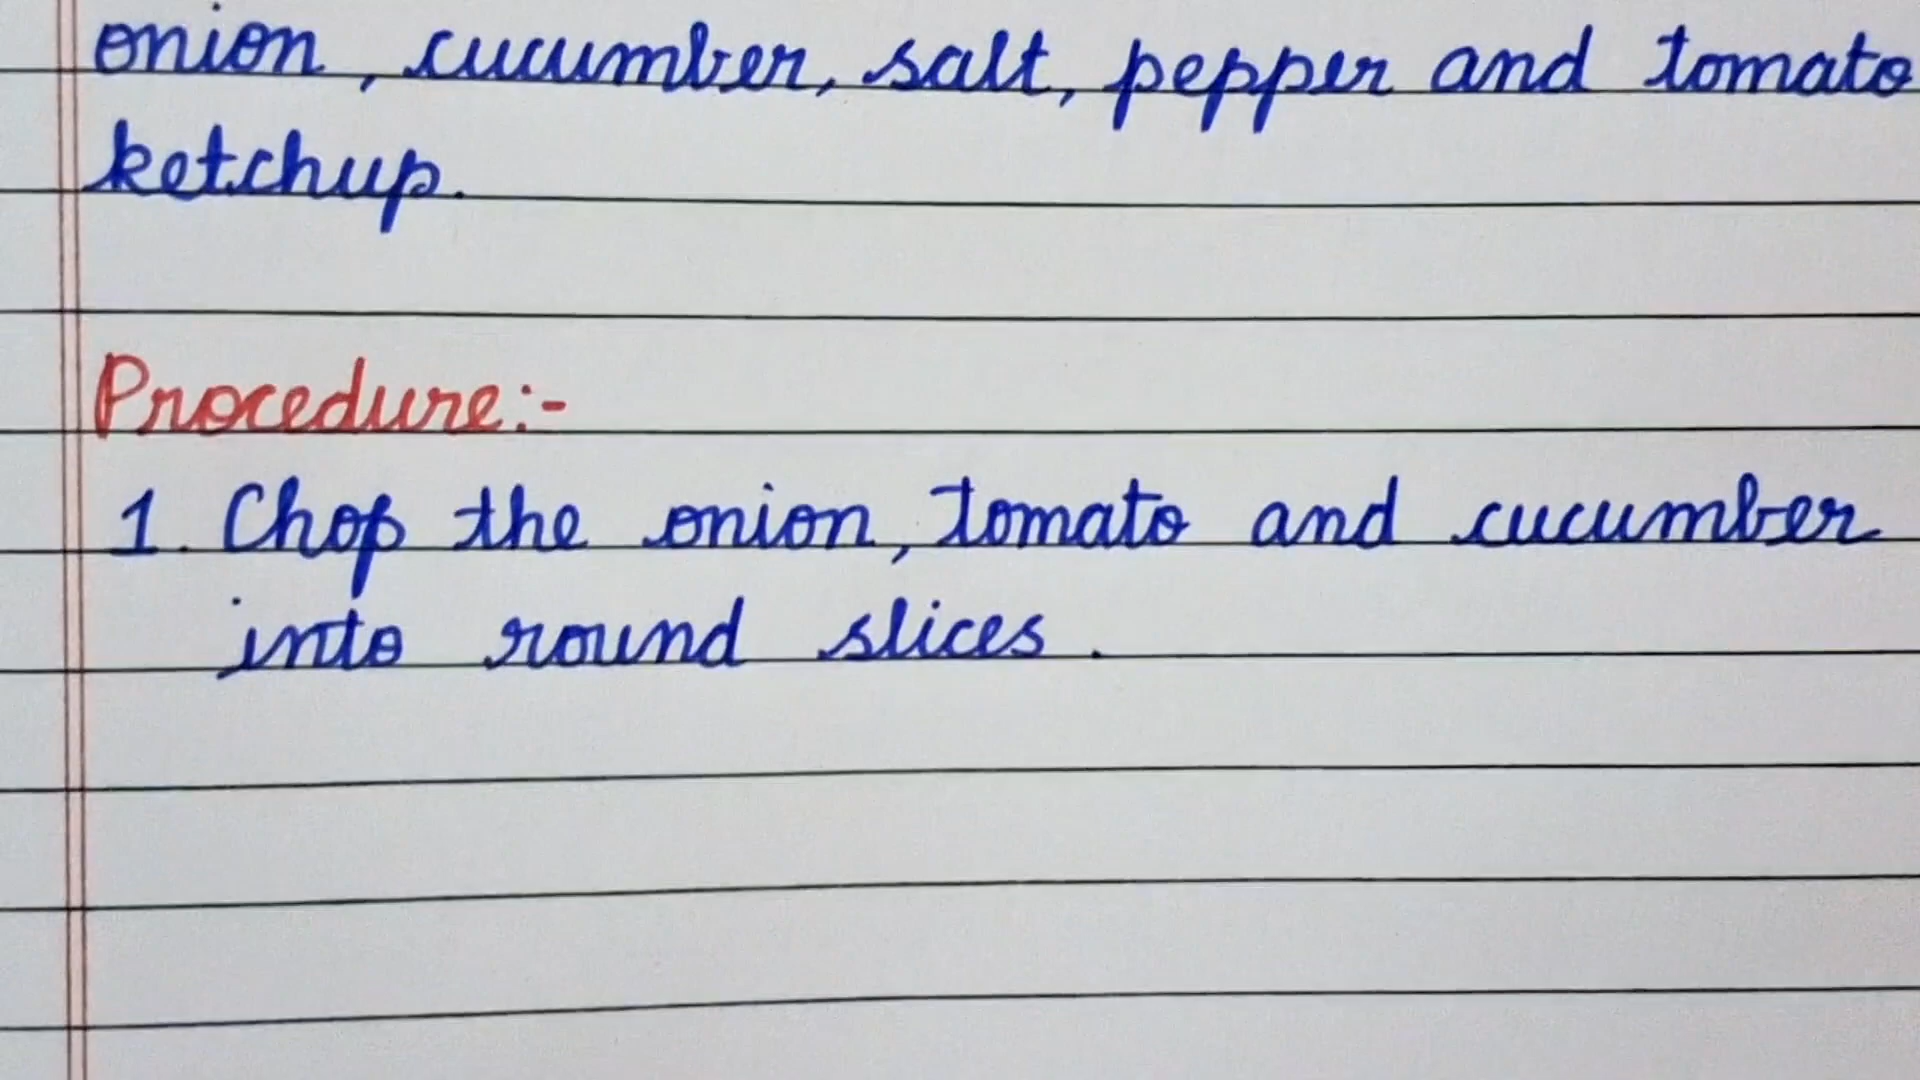 onion, cucumber, salt, pepper and tomato
ketchup.
Procedure:-
1. Chop the onion, tomato and cucumber
into round slices.